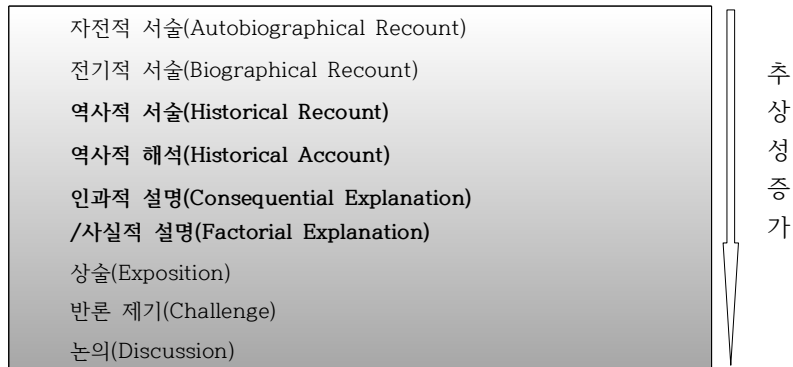 자전적 서술(Autobiographical Recount)
전기적 서술(Biographical Recount)
역사적 서술(Historical Recount)
역사적 해석(Historical Account)
인과적 설명(Consequential Explanation)
/사실적 설명(Factorial Explanation)
상술(Exposition)
반론 제기(Challenge)
논의(Discussion)
추
상
성
증
가